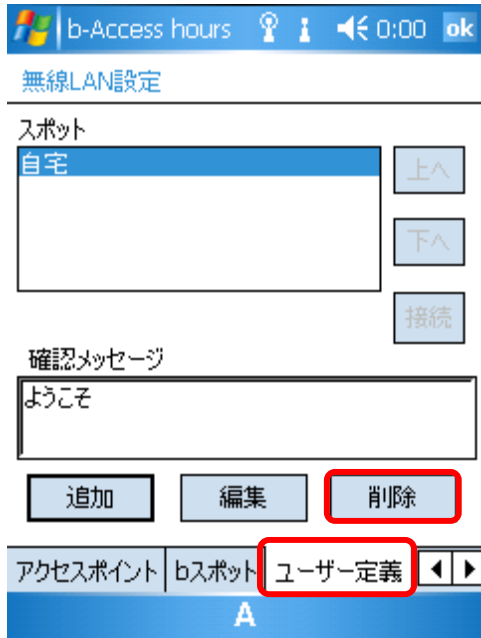 b-Access hours 0:00 ok
無線LAN設定
スポット
自宅
上へ
下へ
接続
確認メッセージ
ようこそ
追加 編集 削除
アクセスポイント bスポット ユーザー定義
A